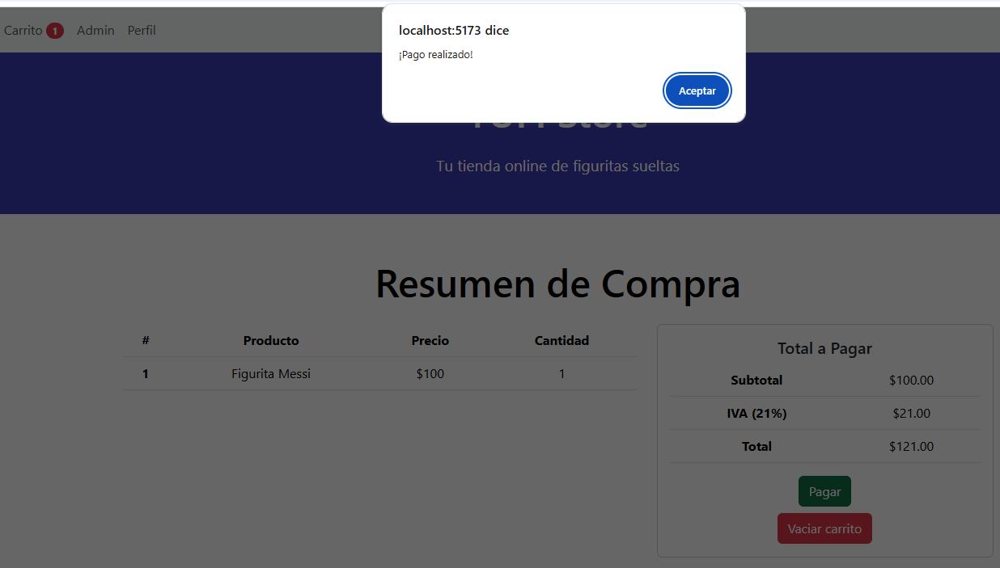 Carrito 1 Admin Perfil
localhost:5173 dice
¡Pago realizado!
Aceptar
Store
Tu tienda online de figuritas sueltas
Resumen de Compra
# Producto Precio Cantidad
1 Figurita Messi $100 1
Total a Pagar
Subtotal $100.00
IVA (21%) $21.00
Total $121.00
Pagar
Vaciar carrito